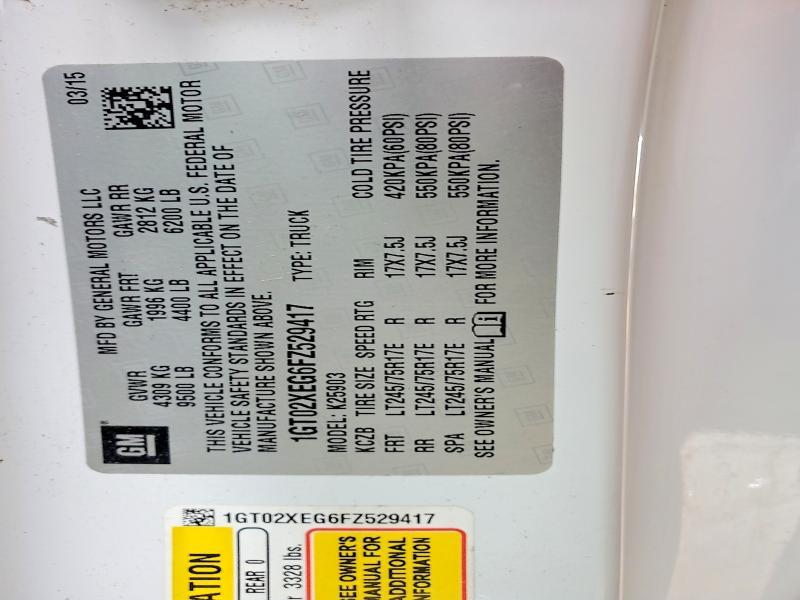 GM
MFD BY GENERAL MOTORS LLC
03/15
GVWR GAWR FRT GAWR RR
4309 KG 1996 KG 2812 KG
9500 LB 4400 LB 6200 LB
THIS VEHICLE CONFORMS TO ALL APPLICABLE U.S. FEDERAL MOTOR
VEHICLE SAFETY STANDARDS IN EFFECT ON THE DATE OF
MANUFACTURE SHOWN ABOVE.
1GT02XEG6FZ529417 TYPE: TRUCK
MODEL: K25903
KCZB TIRE SIZE SPEED RTG RIM COLD TIRE PRESSURE
FRT LT245/75R17E R 17X7.5J 420KPA(60PSI)
RR LT245/75R17E R 17X7.5J 550KPA(80PSI)
SPA LT245/75R17E R 17X7.5J 550KPA(80PSI)
SEE OWNER'S MANUAL FOR MORE INFORMATION.
1GT02XEG6FZ529417
REAR 0
3328 lbs.
SEE OWNER'S
MANUAL FOR
ADDITIONAL
INFORMATION